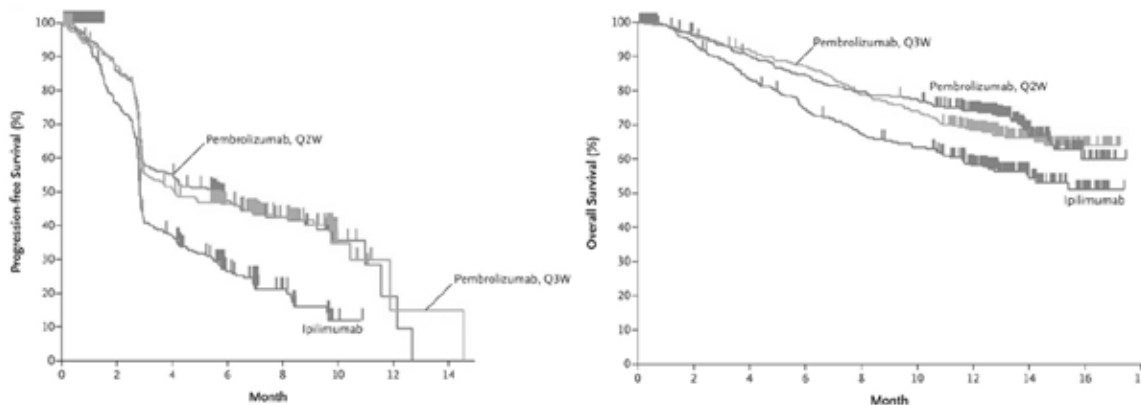 100
90
80
70
60
50
40
30
20
10
0
Progression-free Survival (%)
Pembrolizumab, Q2W
Pembrolizumab, Q3W
Ipilimumab
0 2 4 6 8 10 12 14
Month
100
90
80
70
60
50
40
30
20
10
0
Overall Survival (%)
Pembrolizumab, Q3W
Pembrolizumab, Q2W
Ipilimumab
0 2 4 6 8 10 12 14 16
Month